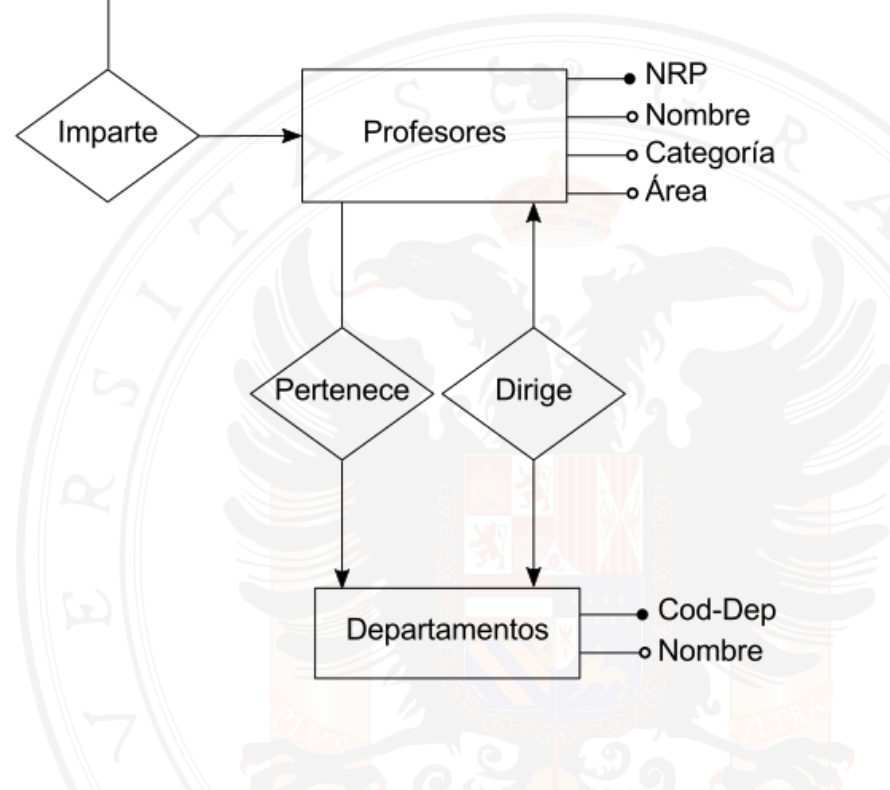 Imparte
Profesores
NRP
Nombre
Categoría
Área
Pertenece
Dirige
Departamentos
Cod-Dep
Nombre